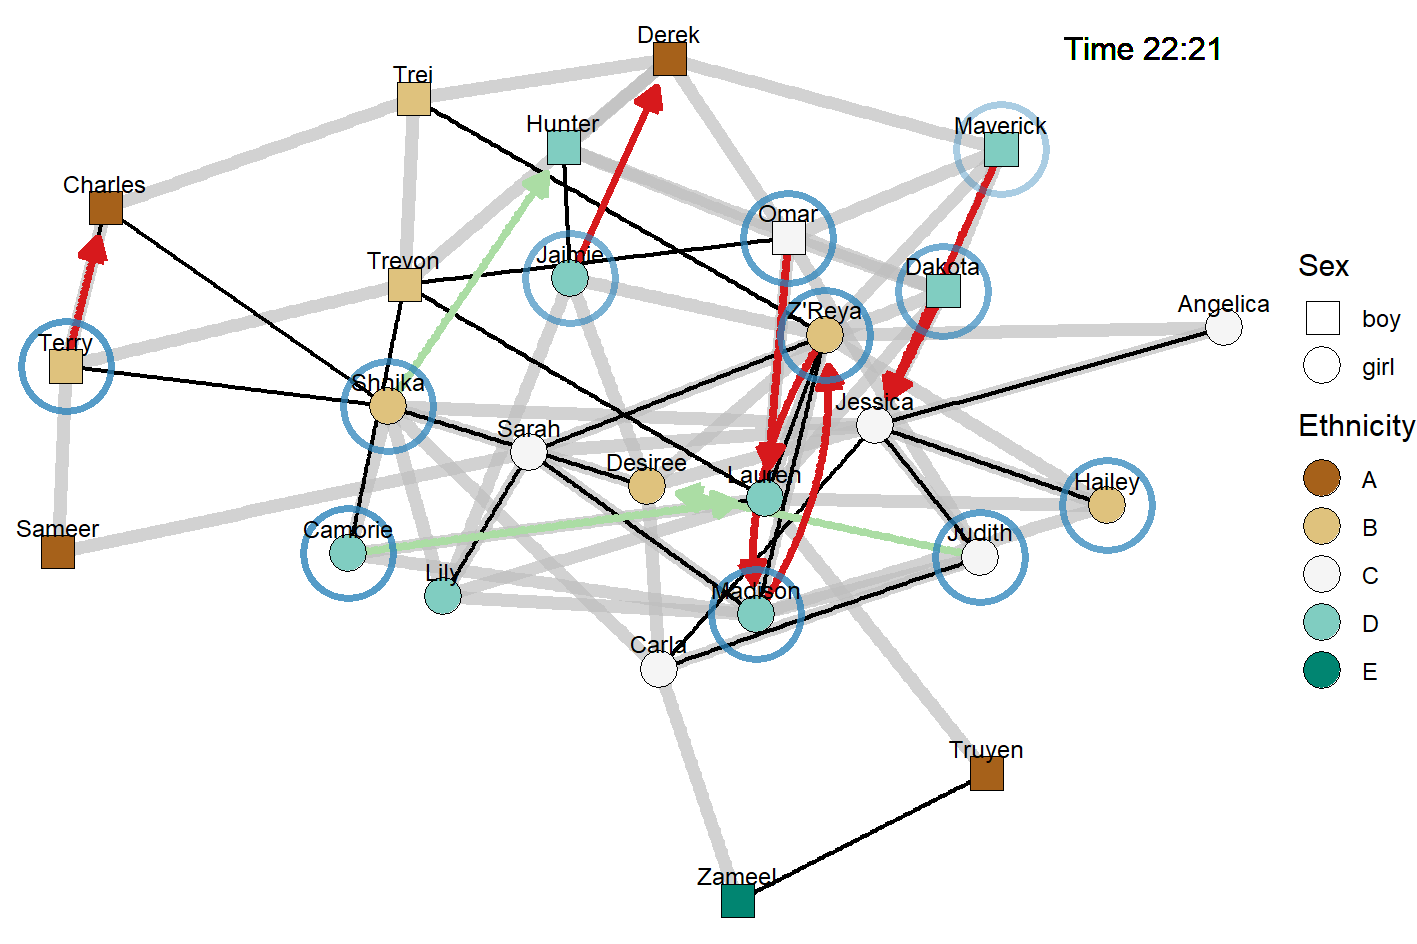 Derek
Time 22:21
Trei
Hunter
Maverick
Charles
Omar
Jaimie
Trevon
Dakota
Sex
Z'Reya
Angelica
boy
Terry
girl
Shnika
Jessica
Ethnicity
Sarah
Desiree
Lauren
A
Hailey
Sameer
Cambrie
B
Judith
Lily
C
Madison
D
Carla
E
Truyen
Zameel